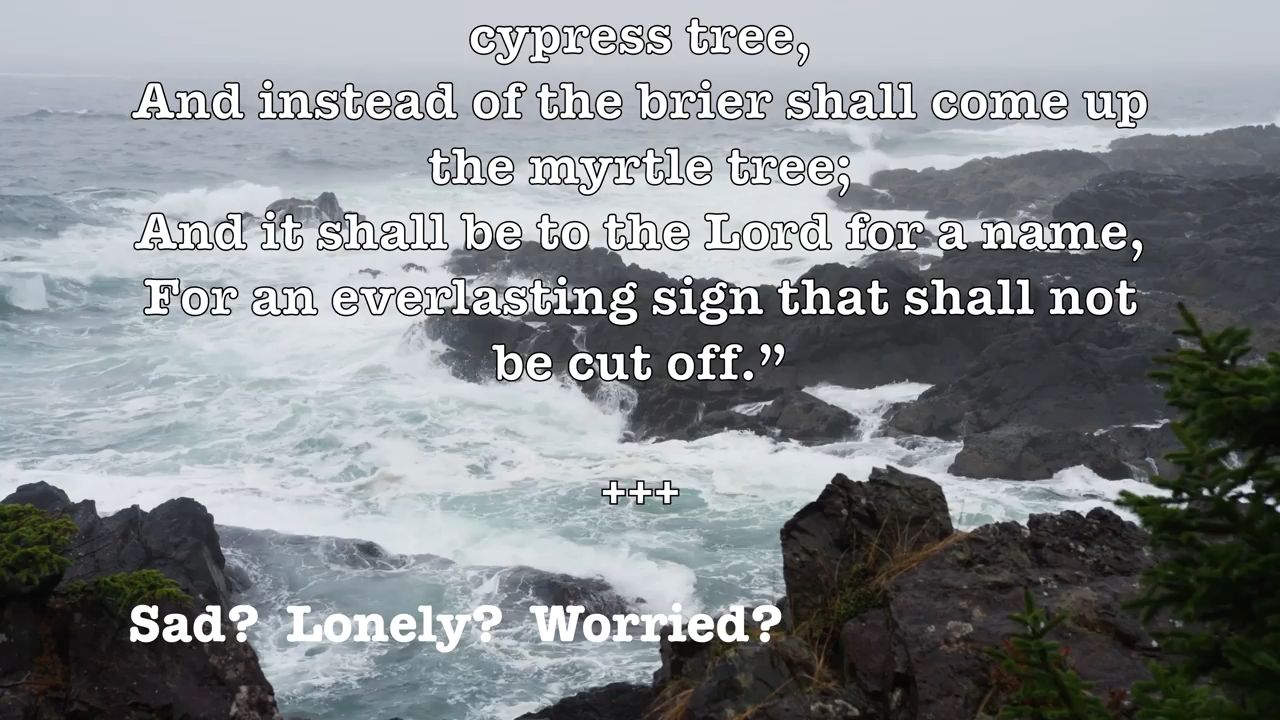 cypress tree,
And instead of the brier shall come up
the myrtle tree;
And it shall be to the Lord for a name,
For an everlasting sign that shall not
be cut off.”
+++
Sad? Lonely? Worried?